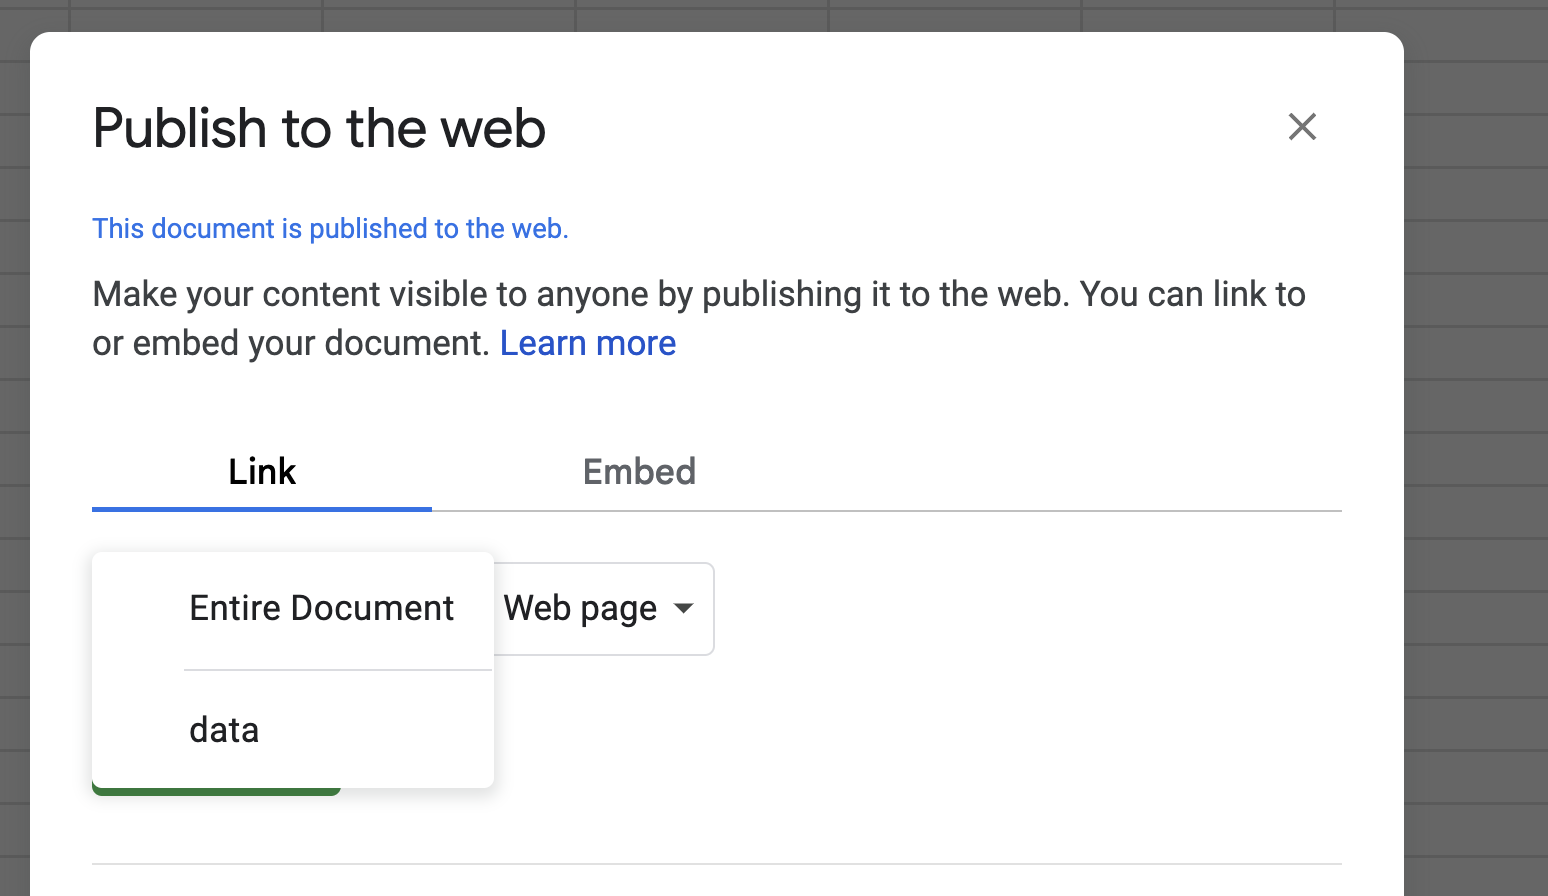 Publish to the web
This document is published to the web.
Make your content visible to anyone by publishing it to the web. You can link to
or embed your document. Learn more
Link Embed
Entire Document Web page
data